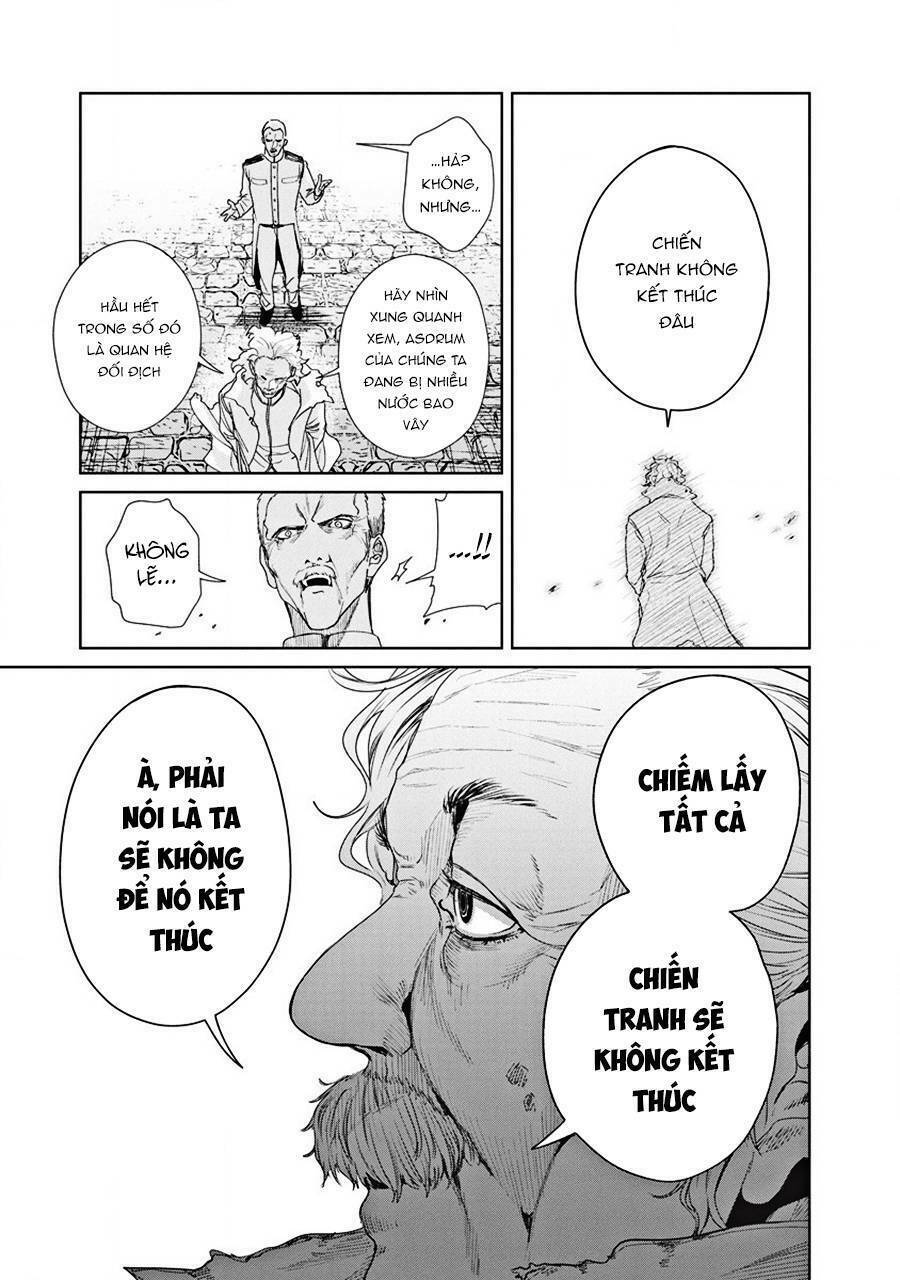 CHIẾN
TRANH KHÔNG
KẾT THÚC
ĐÂU
...HẢ?
KHÔNG,
NHƯNG...
HÃY NHÌN
XUNG QUANH
XEM, ASDRUM
CỦA CHÚNG TA
ĐANG BỊ NHIỀU
NƯỚC BAO
VÂY
HẦU HẾT
TRONG SỐ ĐÓ
LÀ QUAN HỆ
ĐỐI ĐỊCH
...!!
KHÔNG
LẼ...
CHIẾM LẤY
TẤT CẢ
CHIẾN
TRANH SẼ
KHÔNG KẾT
THÚC
À, PHẢI
NÓI LÀ TA
SẼ KHÔNG
ĐỂ NÓ KẾT
THÚC